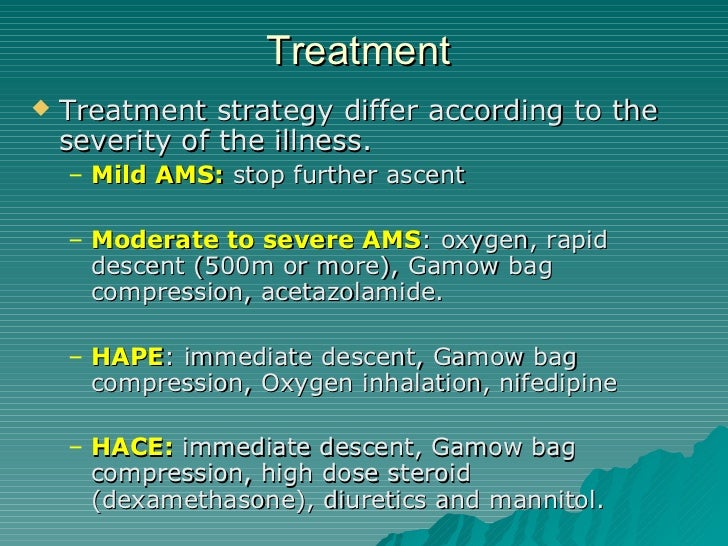 Treatment
Treatment strategy differ according to the
severity of the illness.
– Mild AMS: stop further ascent
– Moderate to severe AMS: oxygen, rapid
descent (500m or more), Gamow bag
compression, acetazolamide.
– HAPE: immediate descent, Gamow bag
compression, Oxygen inhalation, nifedipine
– HACE: immediate descent, Gamow bag
compression, high dose steroid
(dexamethasone), diuretics and mannitol.